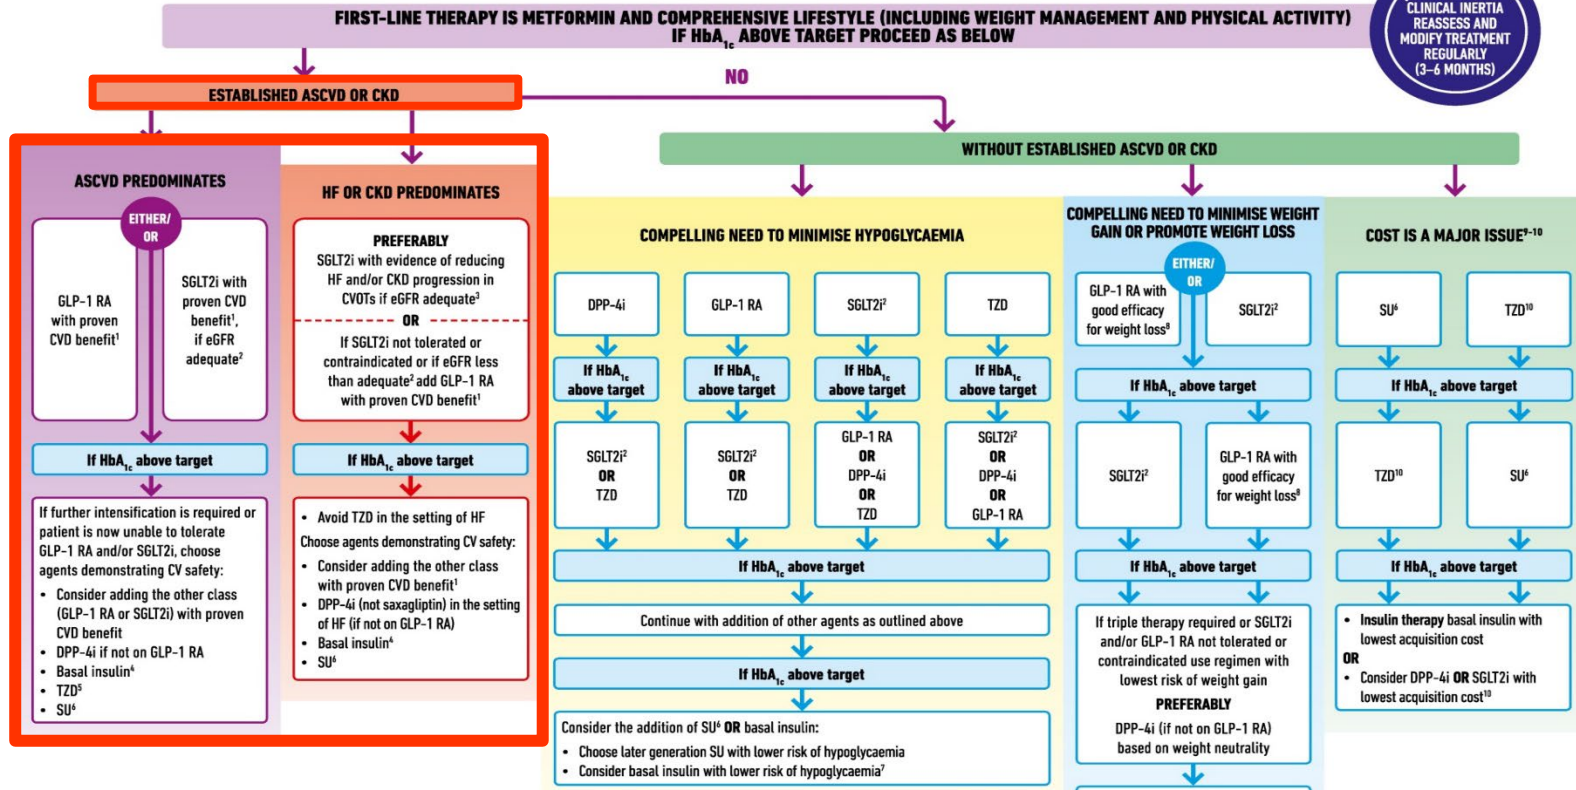 FIRST-LINE THERAPY IS METFORMIN AND COMPREHENSIVE LIFESTYLE (INCLUDING WEIGHT MANAGEMENT AND PHYSICAL ACTIVITY)
IF HbA1c ABOVE TARGET PROCEED AS BELOW
CLINICAL INERTIA
REASSESS AND
MODIFY TREATMENT
REGULARLY
(3–6 MONTHS)
NO
ESTABLISHED ASCVD OR CKD
WITHOUT ESTABLISHED ASCVD OR CKD
ASCVD PREDOMINATES
EITHER/
OR
GLP-1 RA
with proven
CVD benefit¹
SGLT2i with
proven CVD
benefit¹,
if eGFR
adequate²
If HbA1c above target
If further intensification is required or
patient is now unable to tolerate
GLP-1 RA and/or SGLT2i, choose
agents demonstrating CV safety:
• Consider adding the other class
(GLP-1 RA or SGLT2i) with proven
CVD benefit
• DPP-4i if not on GLP-1 RA
• Basal insulin⁴
• TZD⁵
• SU⁶
HF OR CKD PREDOMINATES
PREFERABLY
SGLT2i with evidence of reducing
HF and/or CKD progression in
CVOTs if eGFR adequate³
OR
If SGLT2i not tolerated or
contraindicated or if eGFR less
than adequate² add GLP-1 RA
with proven CVD benefit¹
If HbA1c above target
• Avoid TZD in the setting of HF
Choose agents demonstrating CV safety:
• Consider adding the other class
with proven CVD benefit¹
• DPP-4i (not saxagliptin) in the setting
of HF (if not on GLP-1 RA)
• Basal insulin⁴
• SU⁶
COMPELLING NEED TO MINIMISE HYPOGLYCAEMIA
DPP-4i
GLP-1 RA
SGLT2i²
TZD
If HbA1c
above target
If HbA1c
above target
If HbA1c
above target
If HbA1c
above target
SGLT2i²
OR
TZD
SGLT2i²
OR
TZD
GLP-1 RA
OR
DPP-4i
OR
TZD
SGLT2i²
OR
DPP-4i
OR
GLP-1 RA
If HbA1c above target
Continue with addition of other agents as outlined above
If HbA1c above target
Consider the addition of SU⁶ OR basal insulin:
• Choose later generation SU with lower risk of hypoglycaemia
• Consider basal insulin with lower risk of hypoglycaemia⁷
COMPELLING NEED TO MINIMISE WEIGHT
GAIN OR PROMOTE WEIGHT LOSS
EITHER/
OR
GLP-1 RA with
good efficacy
for weight loss⁸
SGLT2i²
If HbA1c above target
SGLT2i²
GLP-1 RA with
good efficacy
for weight loss⁸
If HbA1c above target
If triple therapy required or SGLT2i
and/or GLP-1 RA not tolerated or
contraindicated use regimen with
lowest risk of weight gain
PREFERABLY
DPP-4i (if not on GLP-1 RA)
based on weight neutrality
COST IS A MAJOR ISSUE⁹⁻¹⁰
SU⁶
TZD¹⁰
If HbA1c above target
TZD¹⁰
SU⁶
If HbA1c above target
• Insulin therapy basal insulin with
lowest acquisition cost
OR
• Consider DPP-4i OR SGLT2i with
lowest acquisition cost¹⁰